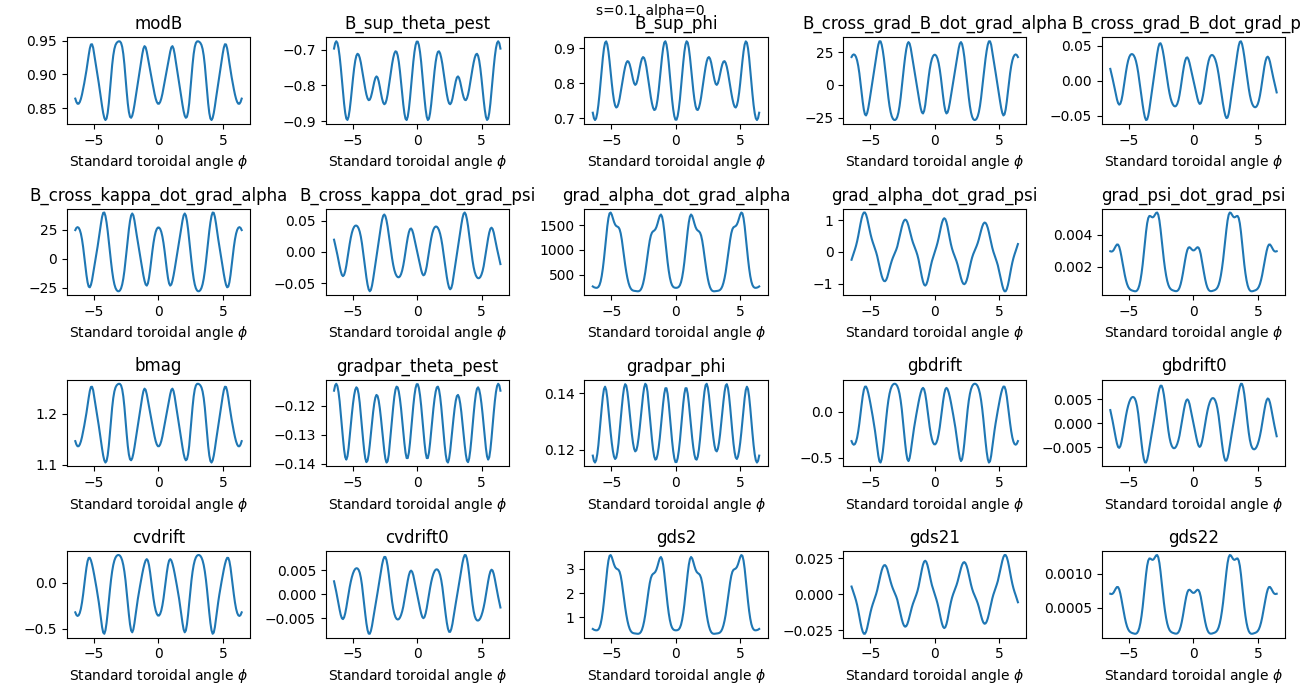 s=0.1, alpha=0
modB
B_sup_theta_pest
B_sup_phi
B_cross_grad_B_dot_grad_alpha
B_cross_grad_B_dot_grad_p
0.95
0.90
0.85
−0.7
−0.8
−0.9
0.9
0.8
0.7
25
0
−25
0.05
0.00
−0.05
−5 0 5
−5 0 5
−5 0 5
−5 0 5
−5 0 5
Standard toroidal angle ϕ
Standard toroidal angle ϕ
Standard toroidal angle ϕ
Standard toroidal angle ϕ
Standard toroidal angle ϕ
B_cross_kappa_dot_grad_alpha
B_cross_kappa_dot_grad_psi
grad_alpha_dot_grad_alpha
grad_alpha_dot_grad_psi
grad_psi_dot_grad_psi
25
0
−25
0.05
0.00
−0.05
1500
1000
500
1
0
−1
0.004
0.002
−5 0 5
−5 0 5
−5 0 5
−5 0 5
−5 0 5
Standard toroidal angle ϕ
Standard toroidal angle ϕ
Standard toroidal angle ϕ
Standard toroidal angle ϕ
Standard toroidal angle ϕ
bmag
gradpar_theta_pest
gradpar_phi
gbdrift
gbdrift0
1.2
1.1
−0.12
−0.13
−0.14
0.14
0.12
0.0
−0.5
0.005
0.000
−0.005
−5 0 5
−5 0 5
−5 0 5
−5 0 5
−5 0 5
Standard toroidal angle ϕ
Standard toroidal angle ϕ
Standard toroidal angle ϕ
Standard toroidal angle ϕ
Standard toroidal angle ϕ
cvdrift
cvdrift0
gds2
gds21
gds22
0.0
−0.5
0.005
0.000
−0.005
3
2
1
0.025
0.000
−0.025
0.0010
0.0005
−5 0 5
−5 0 5
−5 0 5
−5 0 5
−5 0 5
Standard toroidal angle ϕ
Standard toroidal angle ϕ
Standard toroidal angle ϕ
Standard toroidal angle ϕ
Standard toroidal angle ϕ